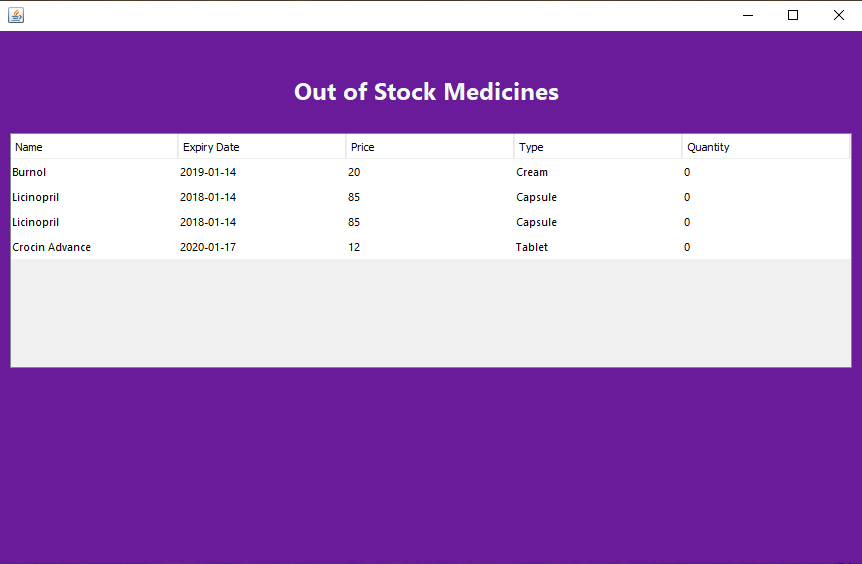 Out of Stock Medicines
Name Expiry Date Price Type Quantity
Burnol 2019-01-14 20 Cream 0
Licinopril 2018-01-14 85 Capsule 0
Licinopril 2018-01-14 85 Capsule 0
Crocin Advance 2020-01-17 12 Tablet 0